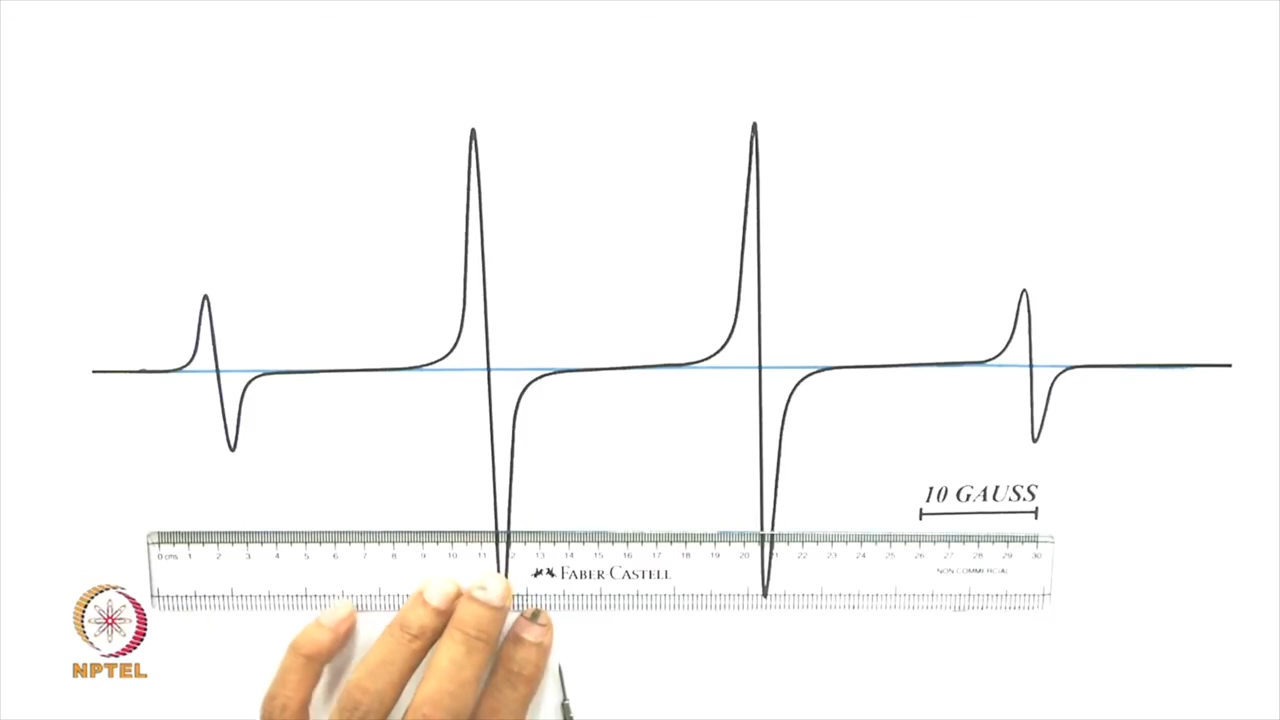 10 GAUSS
0 cms 1 2 3 4 5 6 7 8 9 10 11 12 13 14 15 16 17 18 19 20 21 22 23 24 25 26 27 28 29 30
FABER CASTELL
NON COMMERCIAL
NPTEL